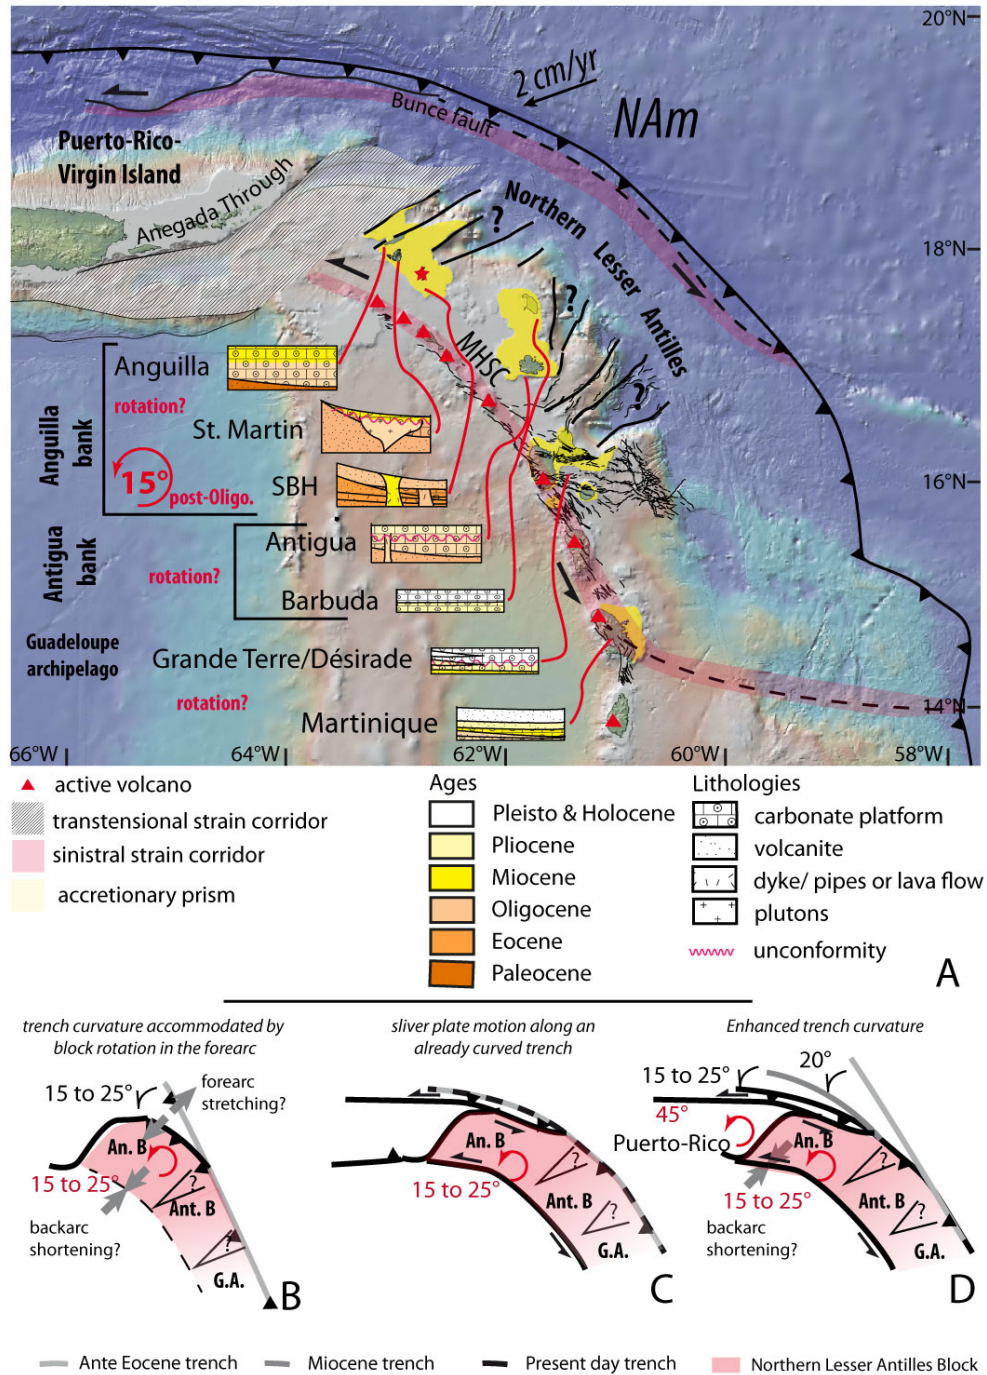 20°N
2 cm/yr
NAm
Bunce fault
Puerto-Rico-
Virgin Island
Anegada Through
Northern Lesser Antilles
?
18°N
?
MHSC
?
Anguilla
rotation?
Anguilla
bank
St. Martin
15°
post-Oligo.
SBH
16°N
Antigua
bank
Antigua
rotation?
Barbuda
Guadeloupe
archipelago
Grande Terre/Désirade
rotation?
Martinique
14°N
66°W
64°W
62°W
60°W
58°W
active volcano
transtensional strain corridor
sinistral strain corridor
accretionary prism
Ages
Pleisto & Holocene
Pliocene
Miocene
Oligocene
Eocene
Paleocene
Lithologies
carbonate platform
volcanite
dyke/ pipes or lava flow
plutons
unconformity
A
trench curvature accommodated by
block rotation in the forearc
15 to 25°
forearc
stretching?
An. B
15 to 25°
?
Ant. B
backarc
shortening?
?
G.A.
B
sliver plate motion along an
already curved trench
An. B
15 to 25°
?
Ant. B
?
G.A.
C
Enhanced trench curvature
20°
15 to 25°
45°
Puerto-Rico
An. B
15 to 25°
?
Ant. B
backarc
shortening?
?
G.A.
D
Ante Eocene trench
Miocene trench
Present day trench
Northern Lesser Antilles Block